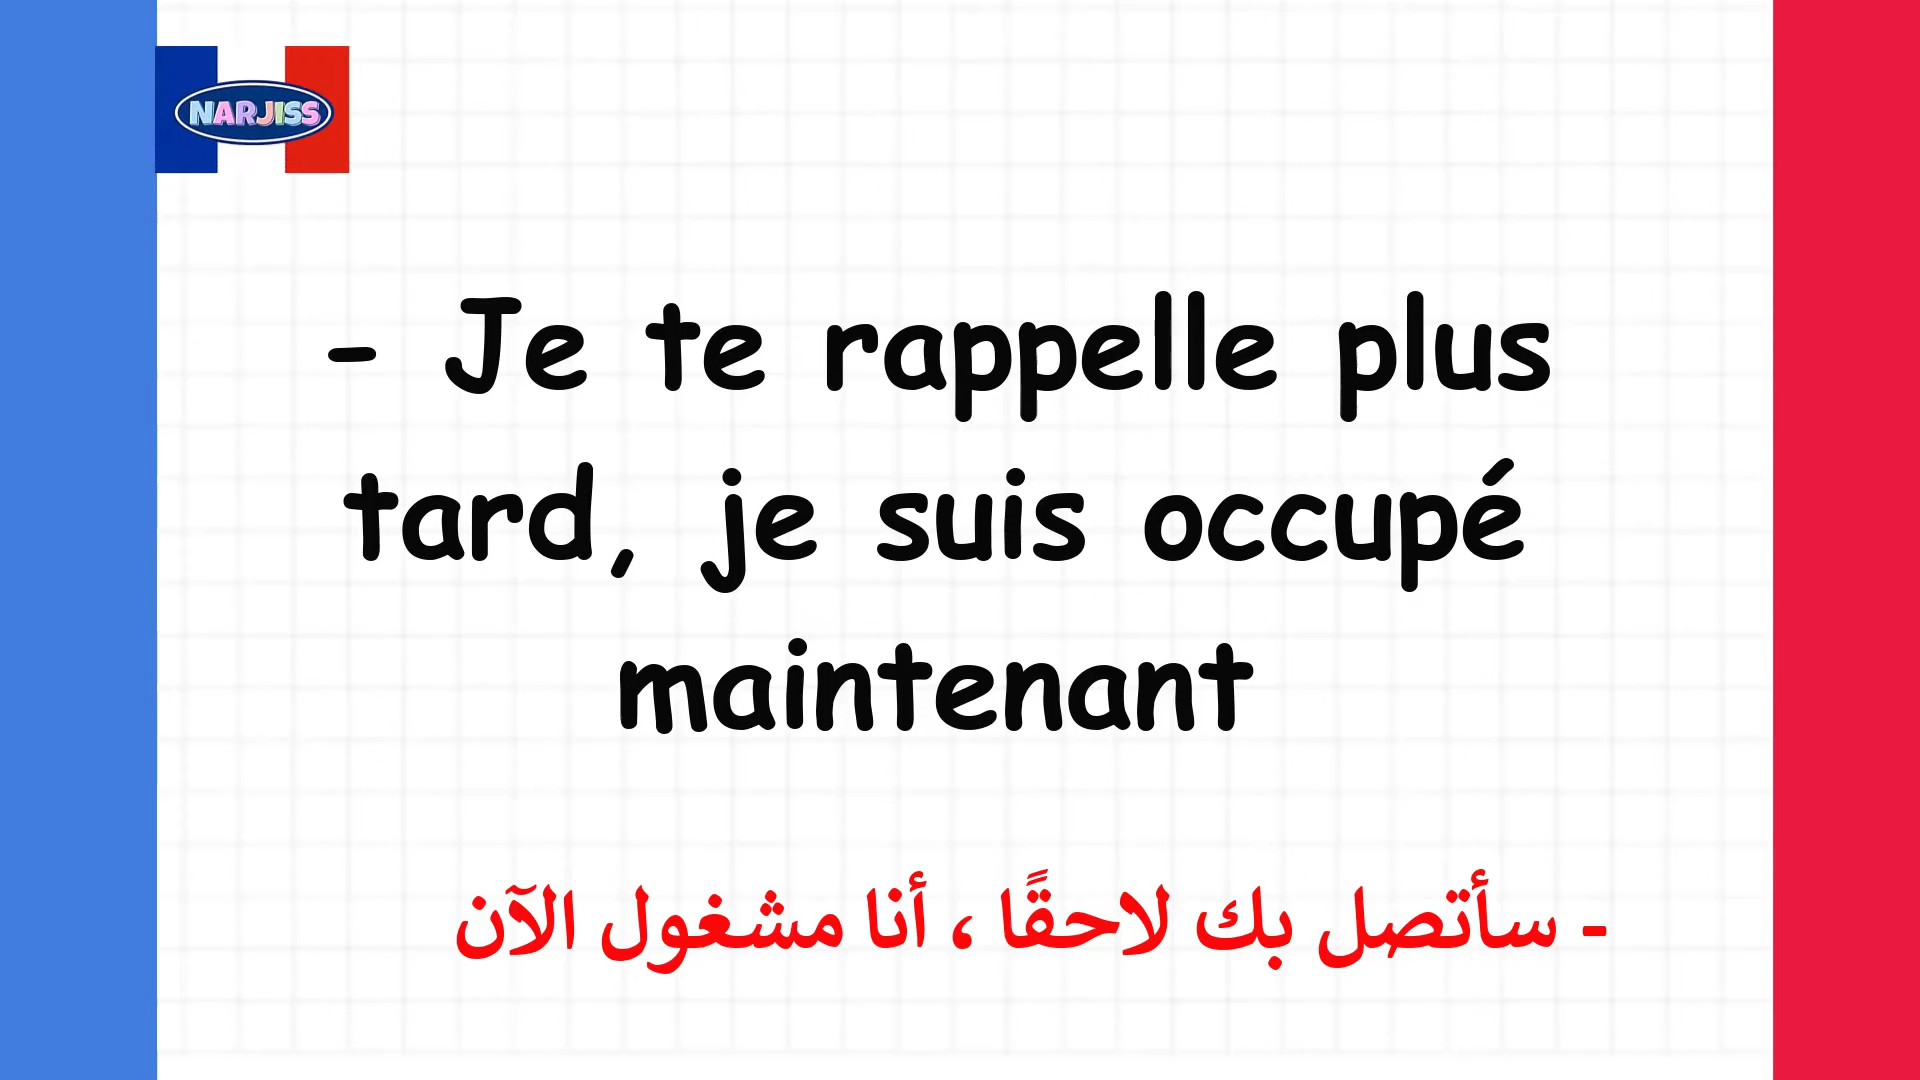 NARJISS
- Je te rappelle plus
tard, je suis occupé
maintenant
- سأتصل بك لاحقًا ، أنا مشغول الآن